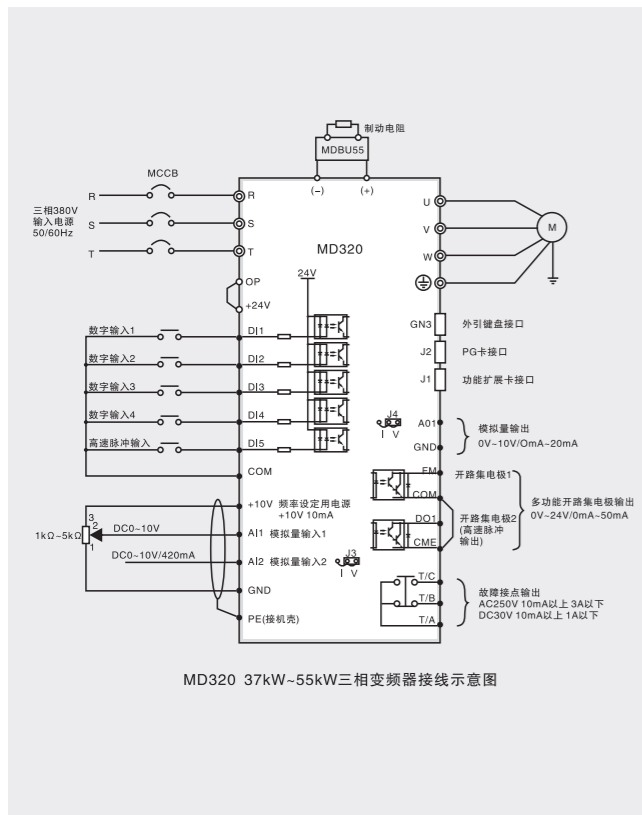 制动电阻
MDBU55
(−)
(+)
MCCB
R
S
T
三相380V
输入电源
50/60Hz
R
S
T
MD320
U
V
W
M
OP
+24V
24V
数字输入1
DI1
数字输入2
DI2
数字输入3
DI3
数字输入4
DI4
高速脉冲输入
DI5
COM
GN3
外引键盘接口
J2
PG卡接口
J1
功能扩展卡接口
J4
I V
A01
GND
模拟量输出
0V~10V/OmA~20mA
FM
COM
开路集电极1
DO1
CME
开路集电极2
(高速脉冲
输出)
多功能开路集电极输出
0V~24V/0mA~50mA
+10V 频率设定用电源
+10V 10mA
3
2
1
1kΩ~5kΩ
DC0~10V
AI1 模拟量输入1
DC0~10V/420mA
AI2 模拟量输入2
J3
I V
GND
PE(接机壳)
T/C
T/B
T/A
故障接点输出
AC250V 10mA以上 3A以下
DC30V 10mA以上 1A以下
MD320 37kW~55kW三相变频器接线示意图